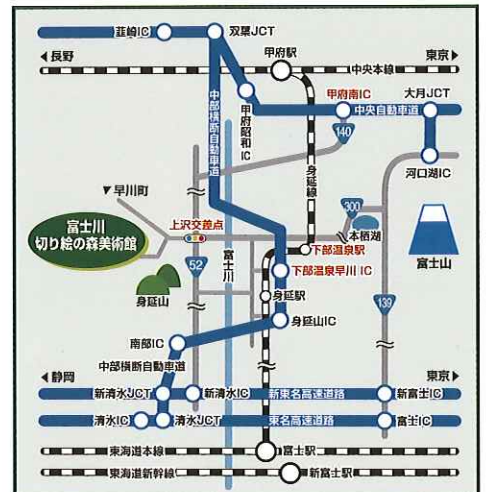 韮崎IC
双葉JCT
◀長野
甲府駅
東京▶
中央本線
甲府南IC
大月JCT
中央自動車道
甲府昭和IC
中部横断自動車道
140
河口湖IC
身延線
▼早川町
上沢交差点
300
本栖湖
富士川
切り絵の森美術館
富士山
下部温泉駅
富士川
52
下部温泉早川IC
身延山
身延駅
139
身延山IC
南部IC
中部横断自動車道
◀静岡
東京▶
新清水JCT
新清水IC
新東名高速道路
新富士IC
清水IC
清水JCT
東名高速道路
富士IC
東海道本線
富士駅
東海道新幹線
新富士駅